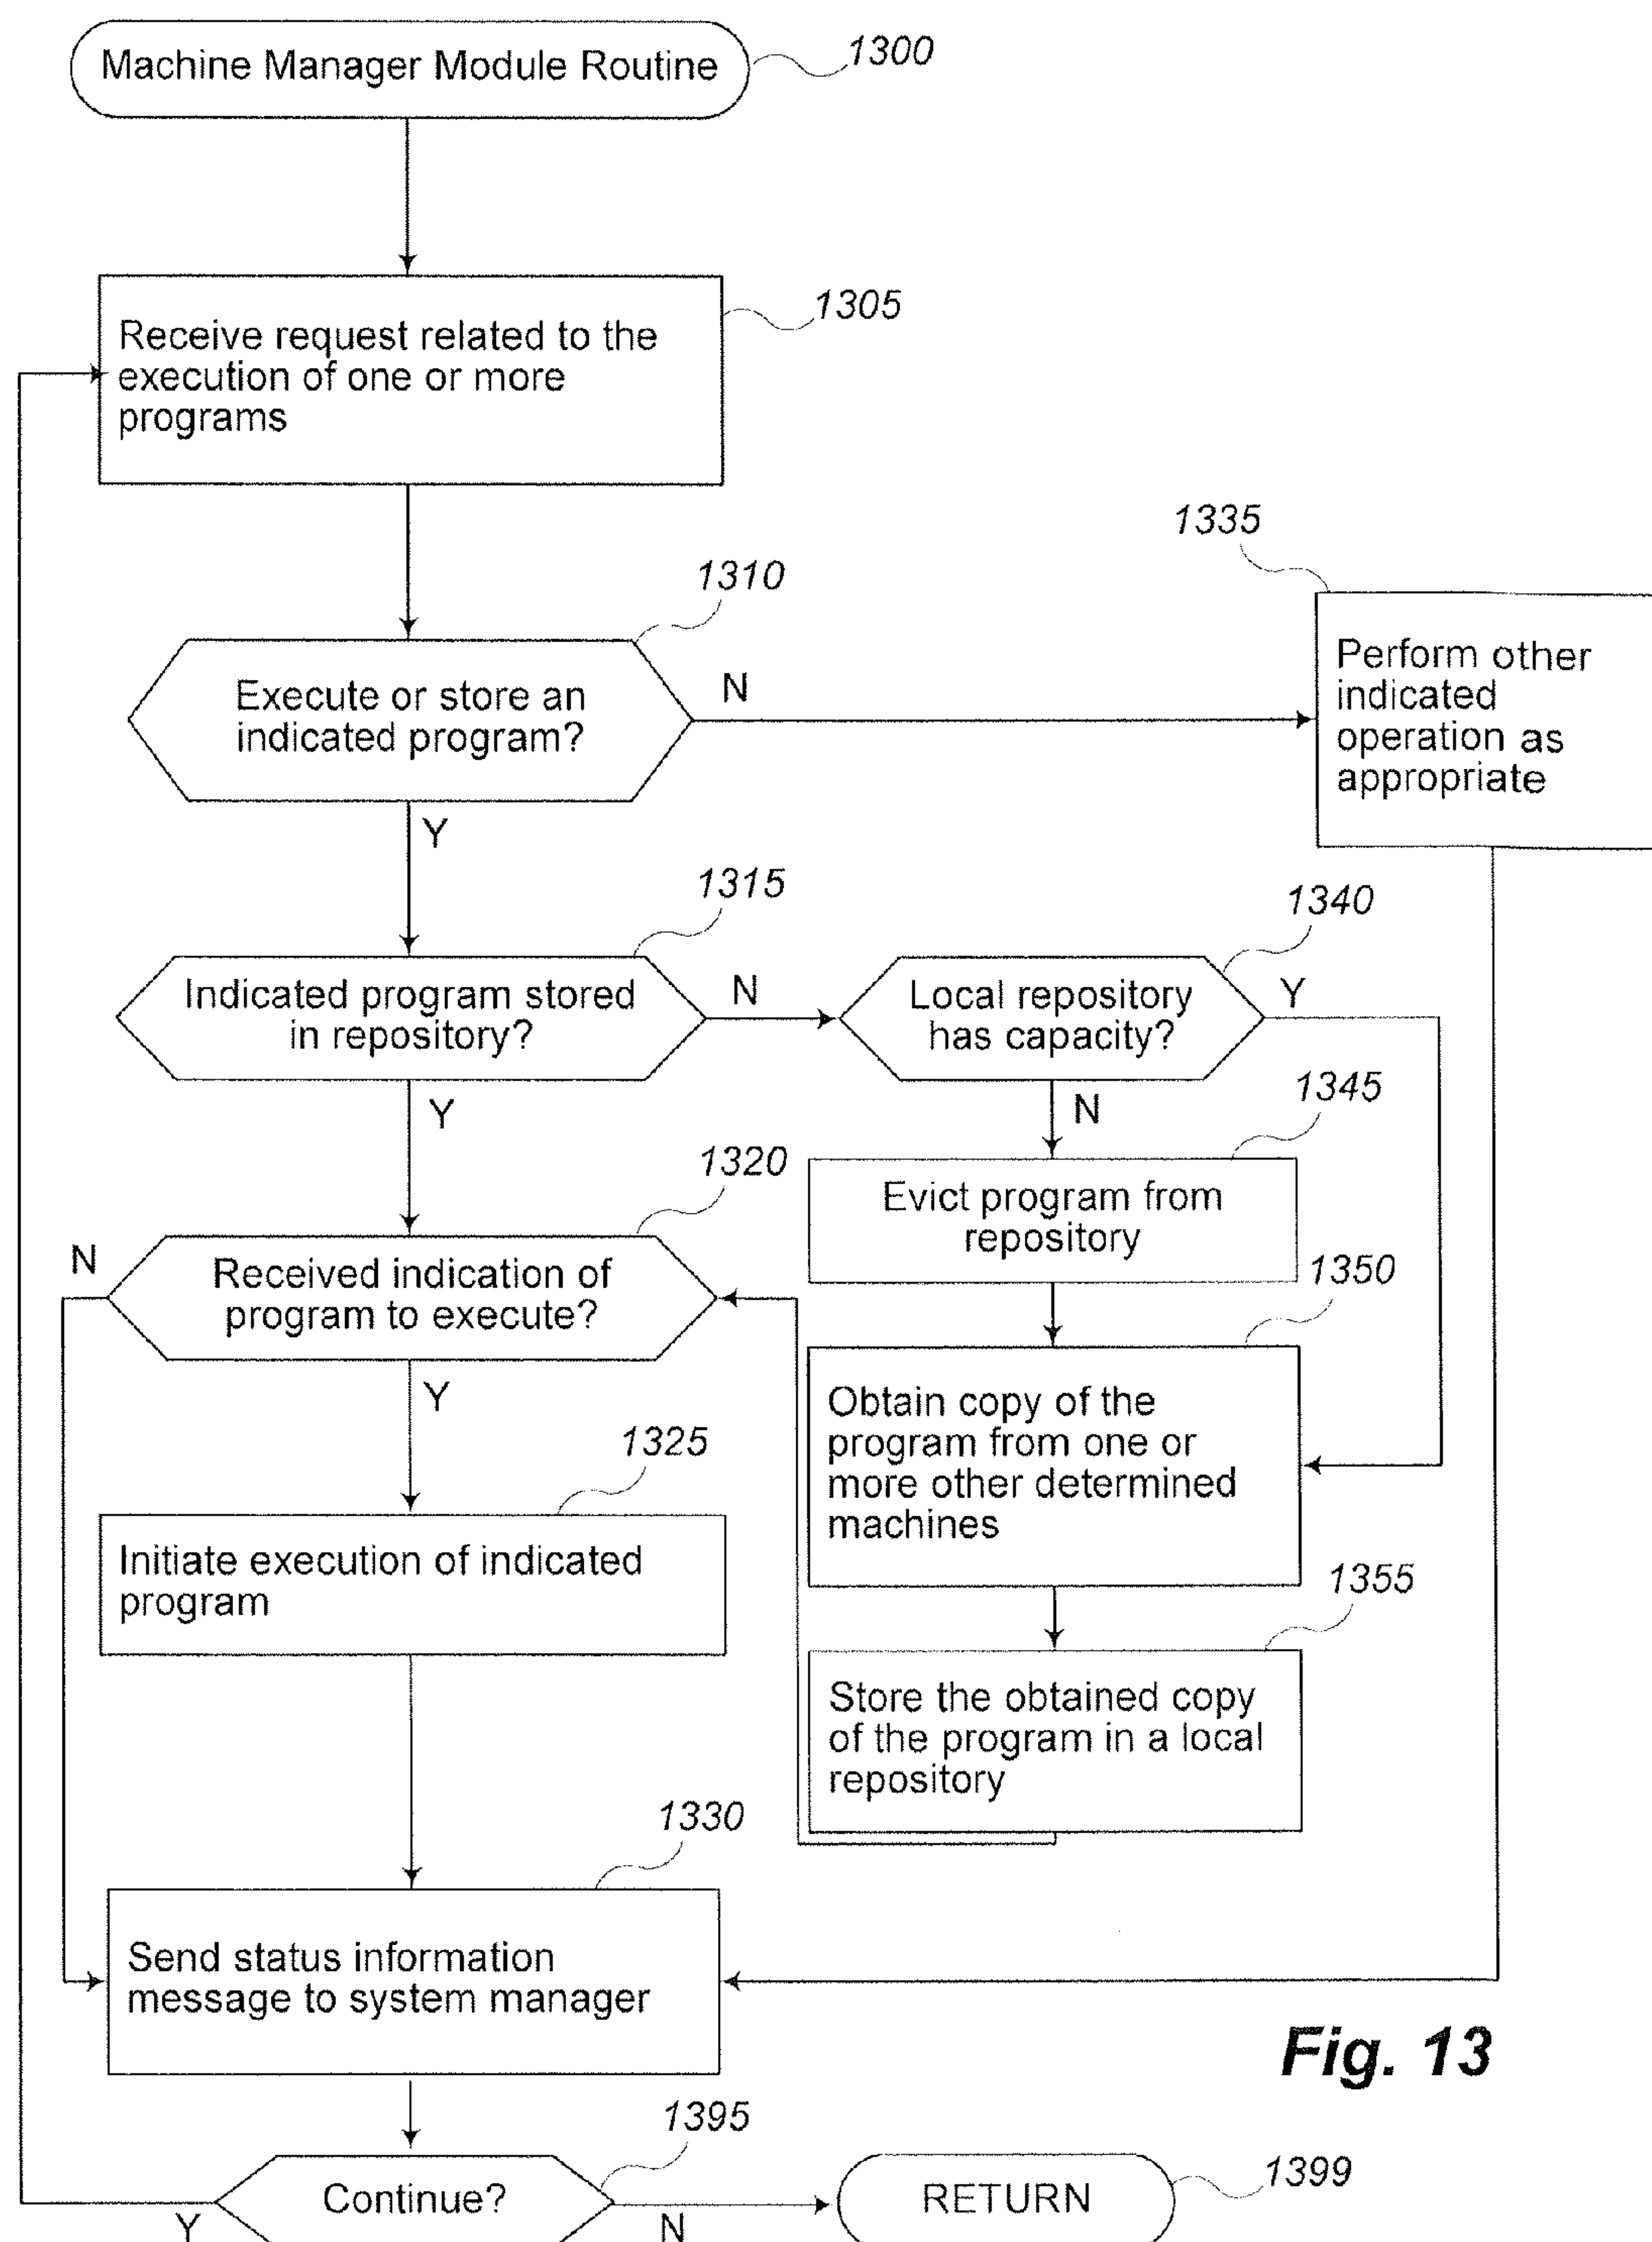 Machine Manager Module Routine
1300
Receive request related to the
execution of one or more
programs
1305
1310
Execute or store an
indicated program?
N
Y
1335
Perform other
indicated
operation as
appropriate
1315
Indicated program stored
in repository?
N
Y
1340
Local repository
has capacity?
Y
N
1345
Evict program from
repository
1320
Received indication of
program to execute?
N
Y
1350
Obtain copy of the
program from one or
more other determined
machines
1325
Initiate execution of indicated
program
1355
Store the obtained copy
of the program in a local
repository
1330
Send status information
message to system manager
Fig. 13
1395
Continue?
Y
N
RETURN
1399